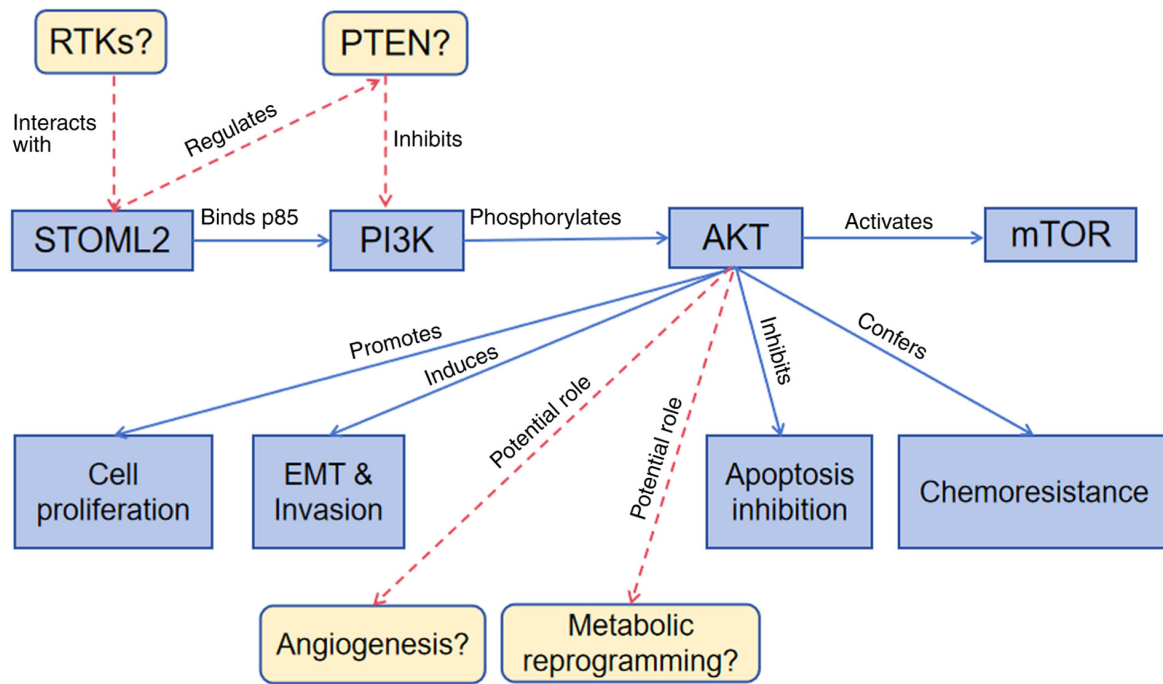 RTKs?
PTEN?
Interacts
with
Regulates
Inhibits
STOML2
Binds p85
PI3K
Phosphorylates
AKT
Activates
mTOR
Promotes
Induces
Potential role
Potential role
Inhibits
Confers
Cell
proliferation
EMT &
Invasion
Apoptosis
inhibition
Chemoresistance
Angiogenesis?
Metabolic
reprogramming?